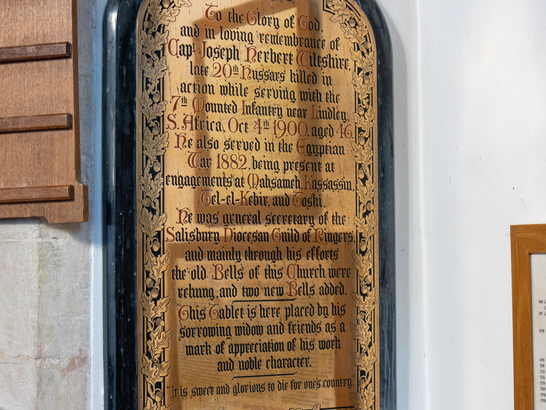 To the Glory of God,
and in loving remembrance of
Capt Joseph Herbert Wiltshire,
late 20th Hussars killed in
action while serving with the
7th Mounted Infantry near Lindley,
S. Africa, Oct 4th 1900, aged 46.
He also served in the Egyptian
War 1882, being present at
engagements at Mahsameh, Kassassin,
Tel-el-Kebir, and Toski.
He was general secretary of the
Salisbury Diocesan Guild of Ringers,
and mainly through his efforts
the old Bells of this Church were
rehung, and two new Bells added.
This Tablet is here placed by his
sorrowing widow and friends as a
mark of appreciation of his work
and noble character.
"It is sweet and glorious to die for ones country."